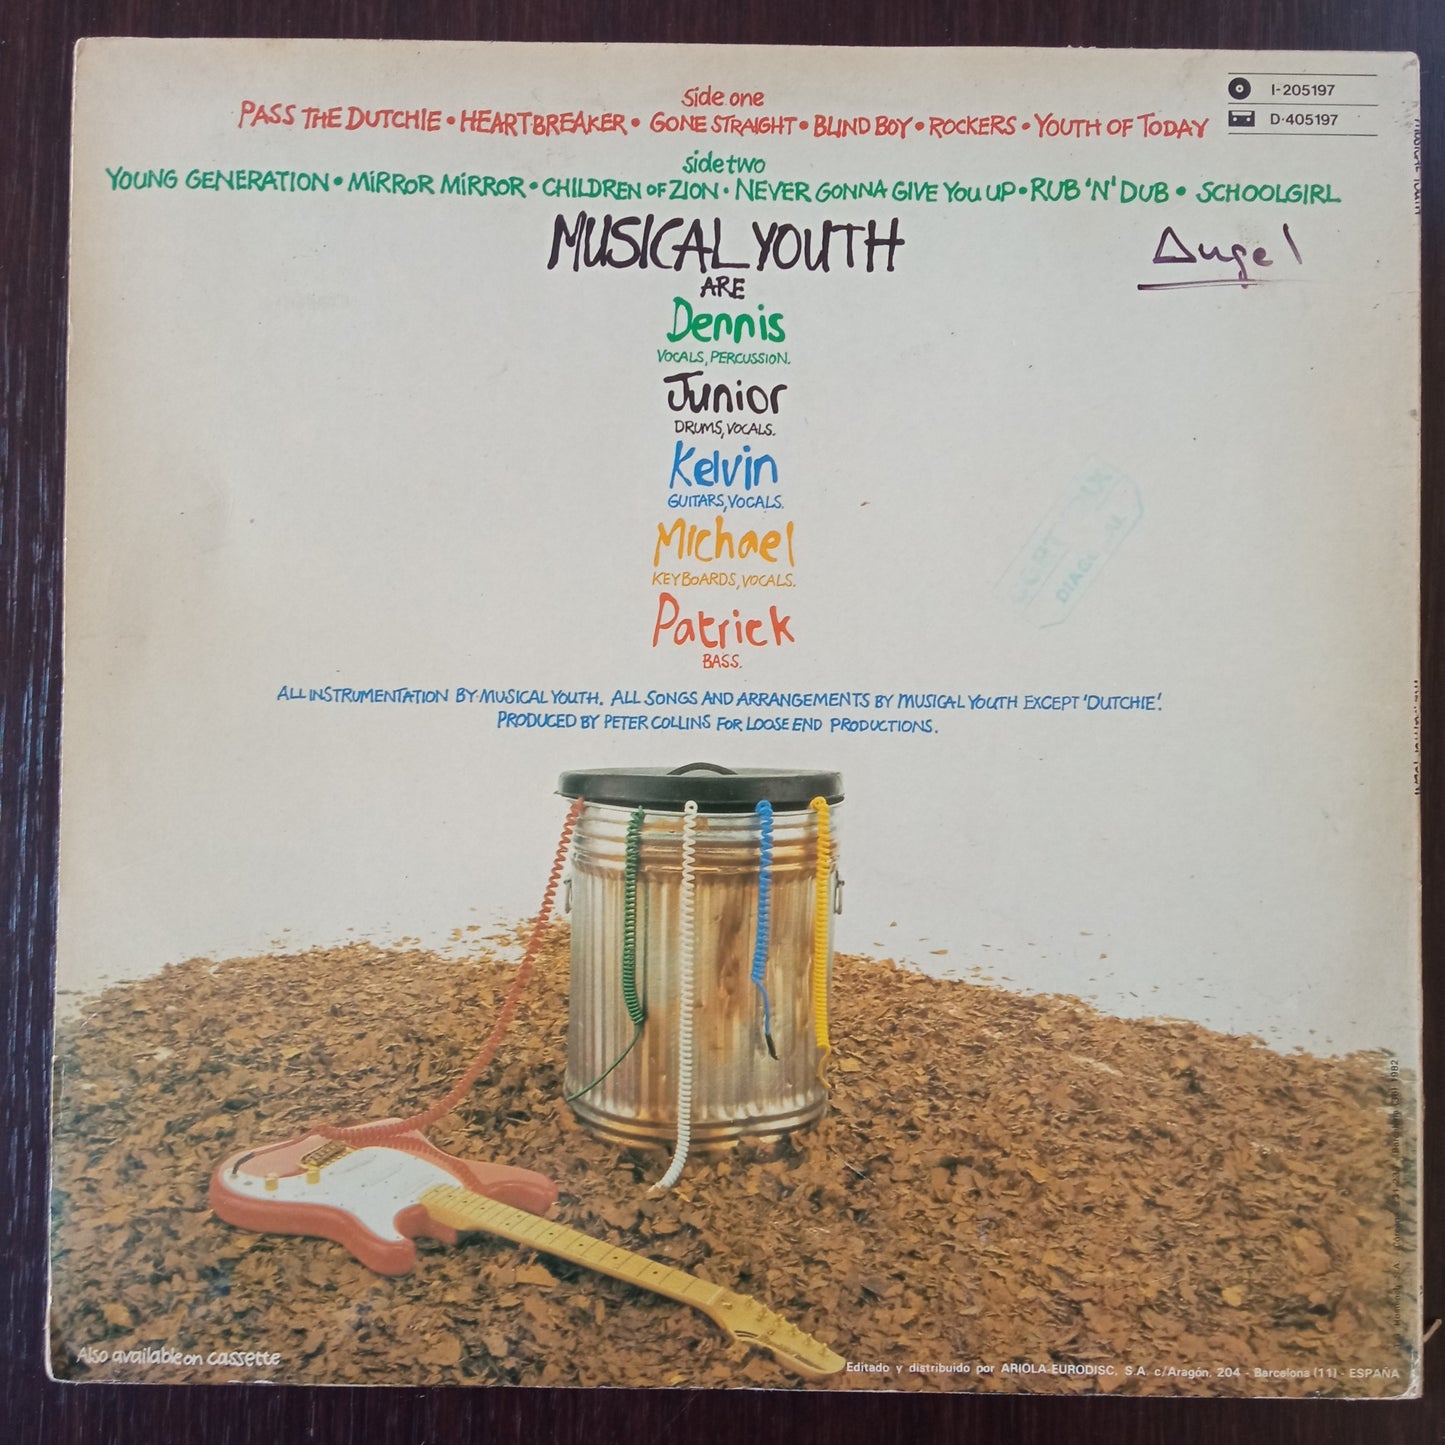 I-205197
D-405197
side one
PASS THE DUTCHIE • HEARTBREAKER • GONE STRAIGHT • BLIND BOY • ROCKERS • YOUTH OF TODAY
side two
YOUNG GENERATION • MIRROR MIRROR • CHILDREN OF ZION • NEVER GONNA GIVE YOU UP • RUB 'N' DUB • SCHOOLGIRL
MUSICAL YOUTH
Angel
ARE
Dennis
VOCALS, PERCUSSION.
Junior
DRUMS, VOCALS.
Kelvin
GUITARS, VOCALS.
Michael
KEYBOARDS, VOCALS.
Patrick
BASS.
ALL INSTRUMENTATION BY MUSICAL YOUTH. ALL SONGS AND ARRANGEMENTS BY MUSICAL YOUTH EXCEPT 'DUTCHIE'.
PRODUCED BY PETER COLLINS FOR LOOSE END PRODUCTIONS.
Also available on cassette
Editado y distribuido por ARIOLA-EURODISC, S.A. c/Aragón, 204 - Barcelona (11) - ESPAÑA
1982